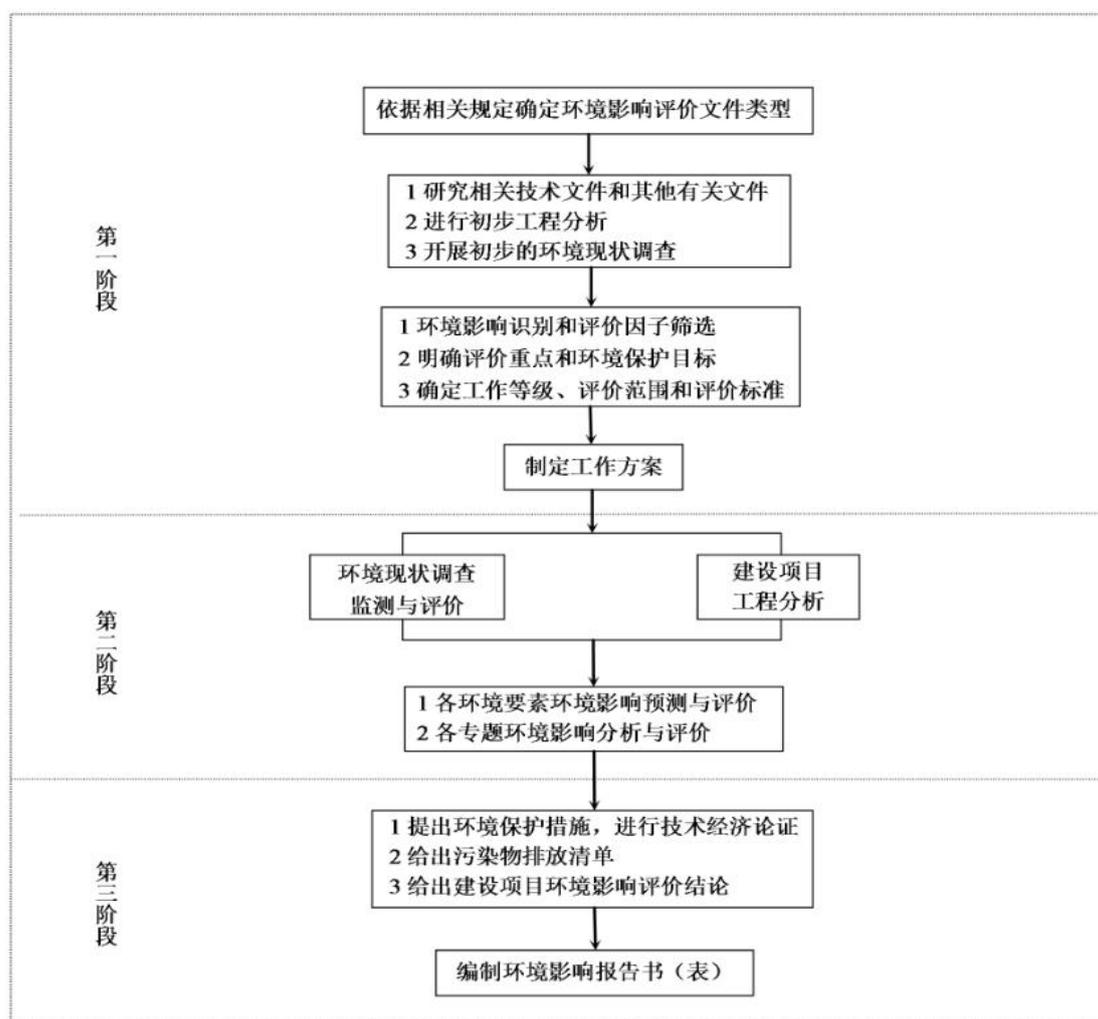 依据相关规定确定环境影响评价文件类型
第一阶段
1 研究相关技术文件和其他有关文件
2 进行初步工程分析
3 开展初步的环境现状调查
1 环境影响识别和评价因子筛选
2 明确评价重点和环境保护目标
3 确定工作等级、评价范围和评价标准
制定工作方案
第二阶段
环境现状调查
监测与评价
建设项目
工程分析
1 各环境要素环境影响预测与评价
2 各专题环境影响分析与评价
第三阶段
1 提出环境保护措施，进行技术经济论证
2 给出污染物排放清单
3 给出建设项目环境影响评价结论
编制环境影响报告书（表）